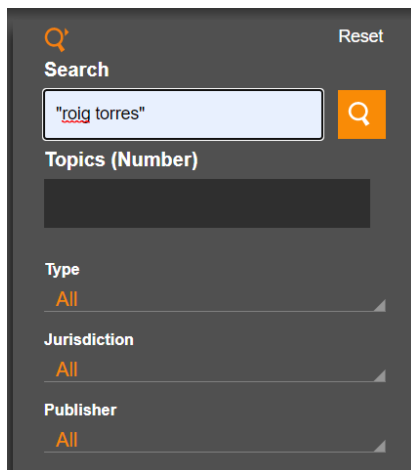 Reset
Search
"roig torres"
Topics (Number)
Type
All
Jurisdiction
All
Publisher
All